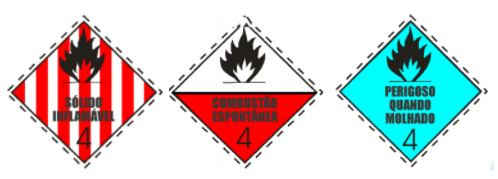 SÓLIDO
INFLAMÁVEL
4
COMBUSTÃO
ESPONTÂNEA
4
PERIGOSO
QUANDO
MOLHADO
4